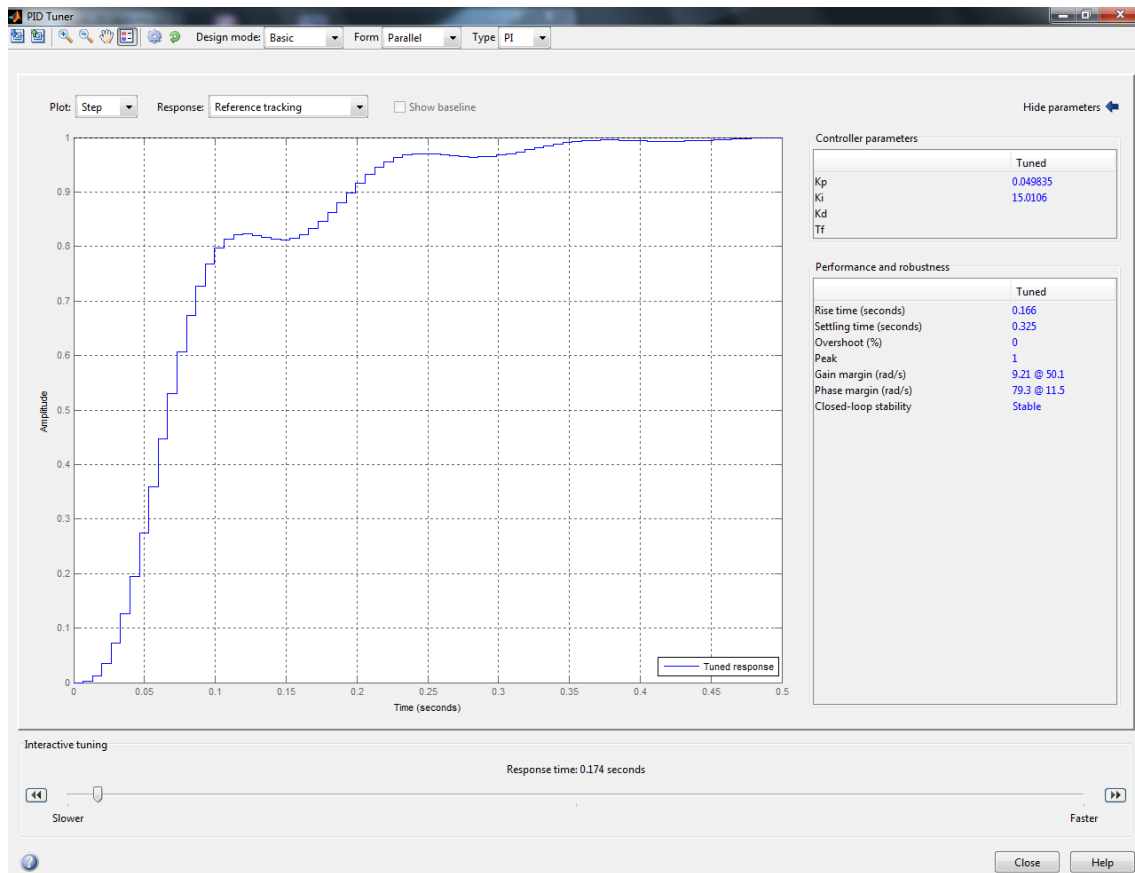 PID Tuner
Design mode: Basic Form Parallel Type PI
Plot: Step Response: Reference tracking Show baseline Hide parameters
Controller parameters
Tuned
Kp 0.049835
Ki 15.0106
Kd
Tf
Performance and robustness
Tuned
Rise time (seconds) 0.166
Settling time (seconds) 0.325
Overshoot (%) 0
Peak 1
Gain margin (rad/s) 9.21 @ 50.1
Phase margin (rad/s) 79.3 @ 11.5
Closed-loop stability Stable
1
0.9
0.8
0.7
0.6
0.5
0.4
0.3
0.2
0.1
0
Amplitude
Tuned response
0 0.05 0.1 0.15 0.2 0.25 0.3 0.35 0.4 0.45 0.5
Time (seconds)
Interactive tuning
Response time: 0.174 seconds
Slower Faster
Close Help